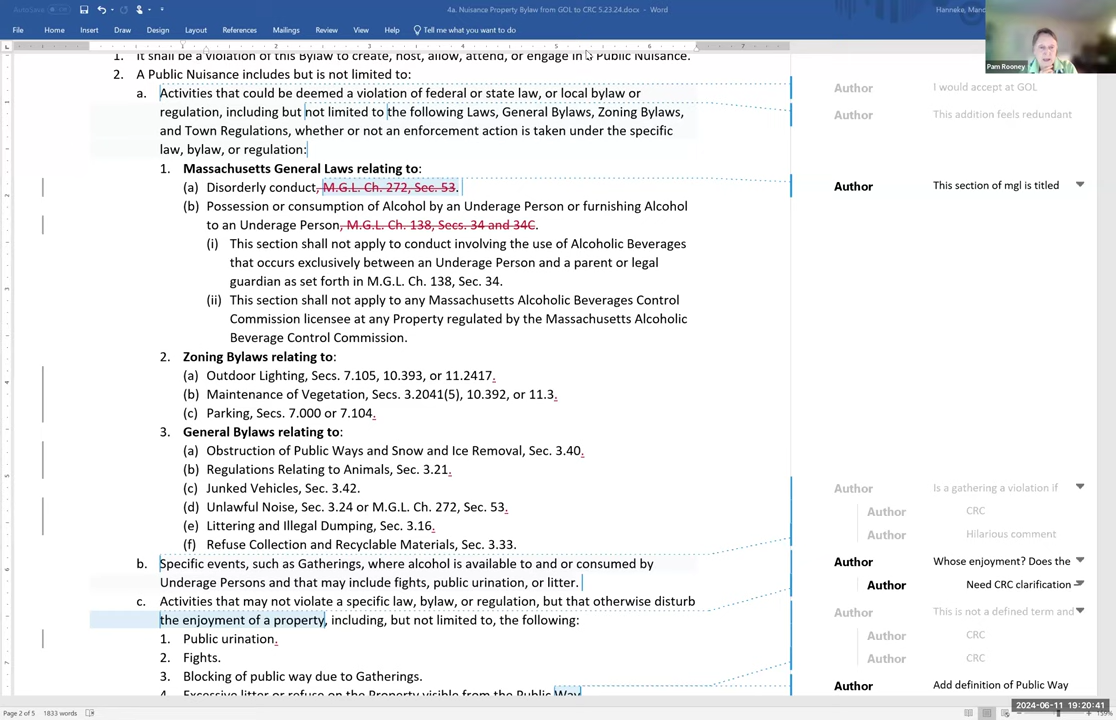 4a. Nuisance Property Bylaw from GOL to CRC 5.23.24.docx - Word
File Home Insert Draw Design Layout References Mailings Review View Help Tell me what you want to do
Pam Rooney
1. It shall be a violation of this Bylaw to create, host, allow, attend, or engage in a Public Nuisance.
2. A Public Nuisance includes but is not limited to:
a. Activities that could be deemed a violation of federal or state law, or local bylaw or
regulation, including but not limited to the following Laws, General Bylaws, Zoning Bylaws,
and Town Regulations, whether or not an enforcement action is taken under the specific
law, bylaw, or regulation:
1. Massachusetts General Laws relating to:
(a) Disorderly conduct, M.G.L. Ch. 272, Sec. 53.
(b) Possession or consumption of Alcohol by an Underage Person or furnishing Alcohol
to an Underage Person, M.G.L. Ch. 138, Secs. 34 and 34C.
(i) This section shall not apply to conduct involving the use of Alcoholic Beverages
that occurs exclusively between an Underage Person and a parent or legal
guardian as set forth in M.G.L. Ch. 138, Sec. 34.
(ii) This section shall not apply to any Massachusetts Alcoholic Beverages Control
Commission licensee at any Property regulated by the Massachusetts Alcoholic
Beverage Control Commission.
2. Zoning Bylaws relating to:
(a) Outdoor Lighting, Secs. 7.105, 10.393, or 11.2417.
(b) Maintenance of Vegetation, Secs. 3.2041(5), 10.392, or 11.3.
(c) Parking, Secs. 7.000 or 7.104.
3. General Bylaws relating to:
(a) Obstruction of Public Ways and Snow and Ice Removal, Sec. 3.40.
(b) Regulations Relating to Animals, Sec. 3.21.
(c) Junked Vehicles, Sec. 3.42.
(d) Unlawful Noise, Sec. 3.24 or M.G.L. Ch. 272, Sec. 53.
(e) Littering and Illegal Dumping, Sec. 3.16.
(f) Refuse Collection and Recyclable Materials, Sec. 3.33.
b. Specific events, such as Gatherings, where alcohol is available to and or consumed by
Underage Persons and that may include fights, public urination, or litter.
c. Activities that may not violate a specific law, bylaw, or regulation, but that otherwise disturb
the enjoyment of a property, including, but not limited to, the following:
1. Public urination.
2. Fights.
3. Blocking of public way due to Gatherings.
4. Excessive litter or refuse on the Property visible from the Public Way
Author I would accept at GOL
Author This addition feels redundant
Author This section of mgl is titled
Author Is a gathering a violation if
Author CRC
Author Hilarious comment
Author Whose enjoyment? Does the
Author Need CRC clarification
Author This is not a defined term and
Author CRC
Author CRC
Author Add definition of Public Way
2024-06-11 19:20:41
Page 2 of 5 1833 words